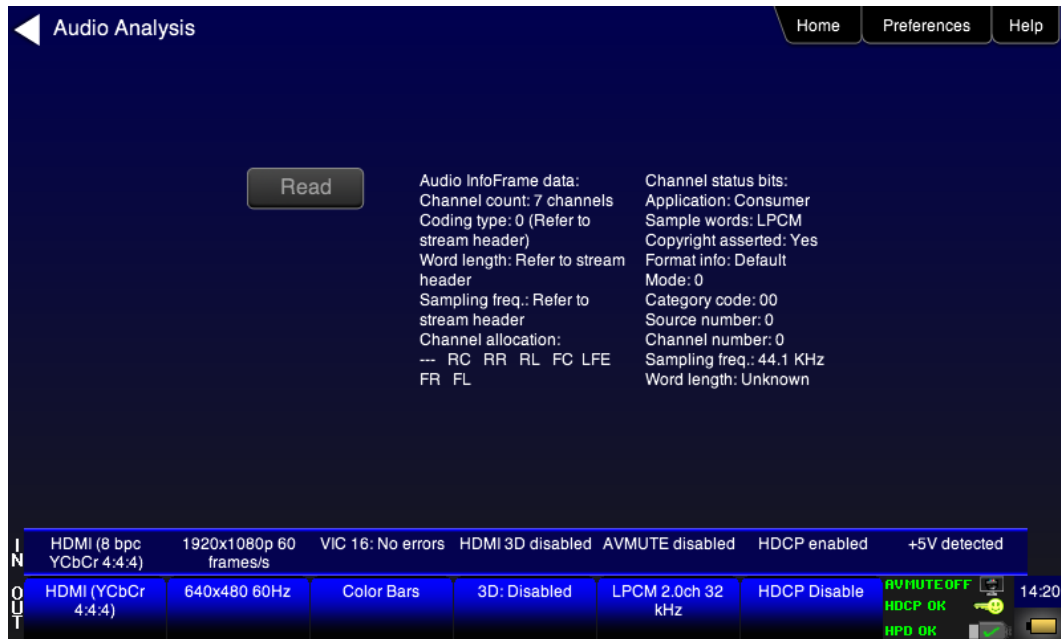 Audio Analysis
Home
Preferences
Help
Read
Audio InfoFrame data:
Channel count: 7 channels
Coding type: 0 (Refer to
stream header)
Word length: Refer to stream
header
Sampling freq.: Refer to
stream header
Channel allocation:
--- RC RR RL FC LFE
FR FL
Channel status bits:
Application: Consumer
Sample words: LPCM
Copyright asserted: Yes
Format info: Default
Mode: 0
Category code: 00
Source number: 0
Channel number: 0
Sampling freq.: 44.1 KHz
Word length: Unknown
IN
HDMI (8 bpc
YCbCr 4:4:4)
1920x1080p 60
frames/s
VIC 16: No errors
HDMI 3D disabled
AVMUTE disabled
HDCP enabled
+5V detected
OUT
HDMI (YCbCr
4:4:4)
640x480 60Hz
Color Bars
3D: Disabled
LPCM 2.0ch 32
kHz
HDCP Disable
AVMUTEOFF
HDCP OK
HPD OK
14:20